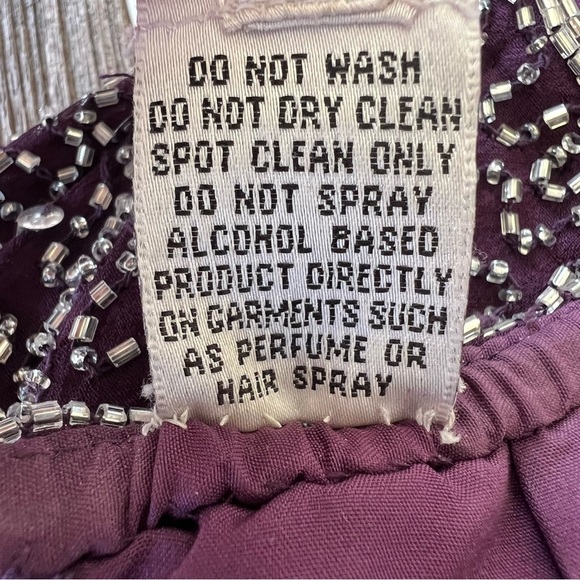 DO NOT WASH
DO NOT DRY CLEAN
SPOT CLEAN ONLY
DO NOT SPRAY
ALCOHOL BASED
PRODUCT DIRECTLY
ON GARMENTS SUCH
AS PERFUME OR
HAIR SPRAY